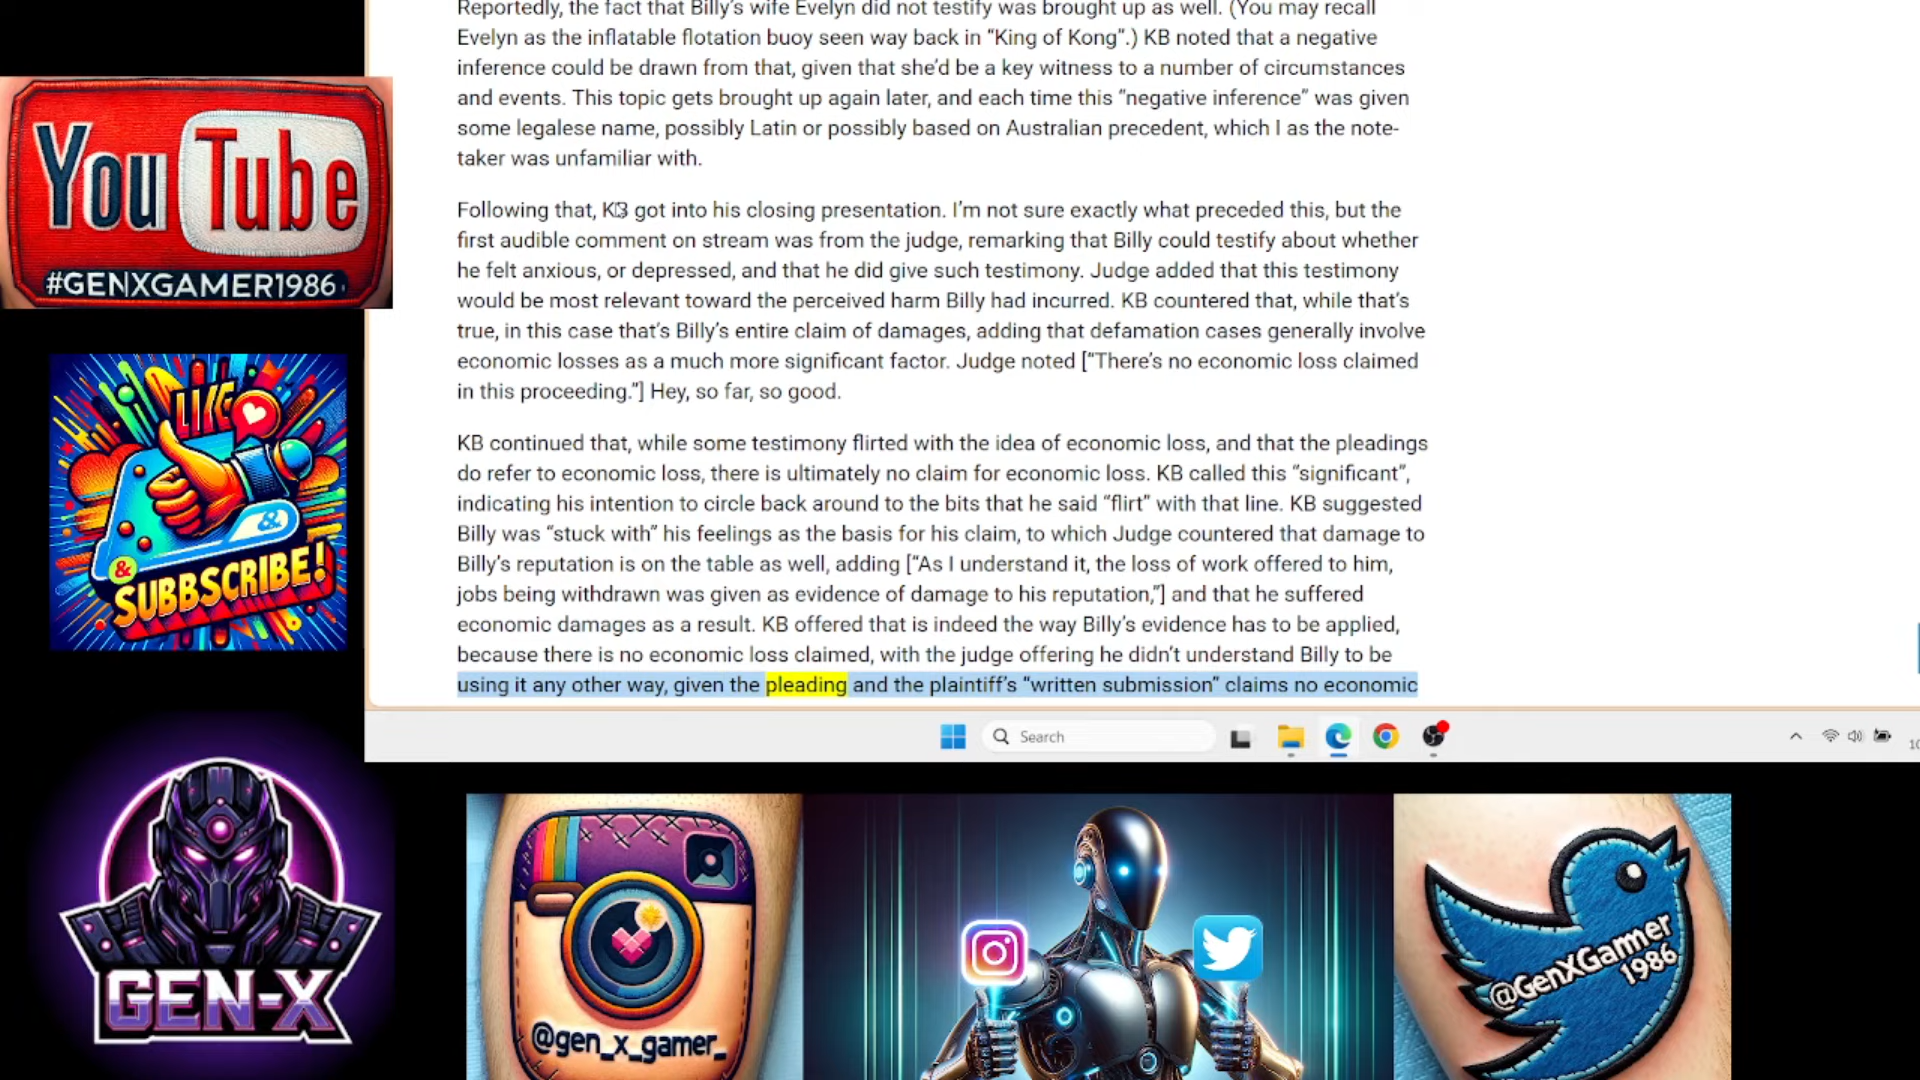 Reportedly, the fact that Billy’s wife Evelyn did not testify was brought up as well. (You may recall
Evelyn as the inflatable flotation buoy seen way back in “King of Kong”.) KB noted that a negative
inference could be drawn from that, given that she’d be a key witness to a number of circumstances
and events. This topic gets brought up again later, and each time this “negative inference” was given
some legalese name, possibly Latin or possibly based on Australian precedent, which I as the note-
taker was unfamiliar with.
Following that, KB got into his closing presentation. I’m not sure exactly what preceded this, but the
first audible comment on stream was from the judge, remarking that Billy could testify about whether
he felt anxious, or depressed, and that he did give such testimony. Judge added that this testimony
would be most relevant toward the perceived harm Billy had incurred. KB countered that, while that’s
true, in this case that’s Billy’s entire claim of damages, adding that defamation cases generally involve
economic losses as a much more significant factor. Judge noted [“There’s no economic loss claimed
in this proceeding.”] Hey, so far, so good.
KB continued that, while some testimony flirted with the idea of economic loss, and that the pleadings
do refer to economic loss, there is ultimately no claim for economic loss. KB called this “significant”,
indicating his intention to circle back around to the bits that he said “flirt” with that line. KB suggested
Billy was “stuck with” his feelings as the basis for his claim, to which Judge countered that damage to
Billy’s reputation is on the table as well, adding [“As I understand it, the loss of work offered to him,
jobs being withdrawn was given as evidence of damage to his reputation,”] and that he suffered
economic damages as a result. KB offered that is indeed the way Billy’s evidence has to be applied,
because there is no economic loss claimed, with the judge offering he didn’t understand Billy to be
using it any other way, given the pleading and the plaintiff’s “written submission” claims no economic
Search
10
You Tube
#GENXGAMER1986
LIKE
&
&
SUBBSCRIBE!
GEN-X
@gen_x_gamer_
@GenXGamer
1986